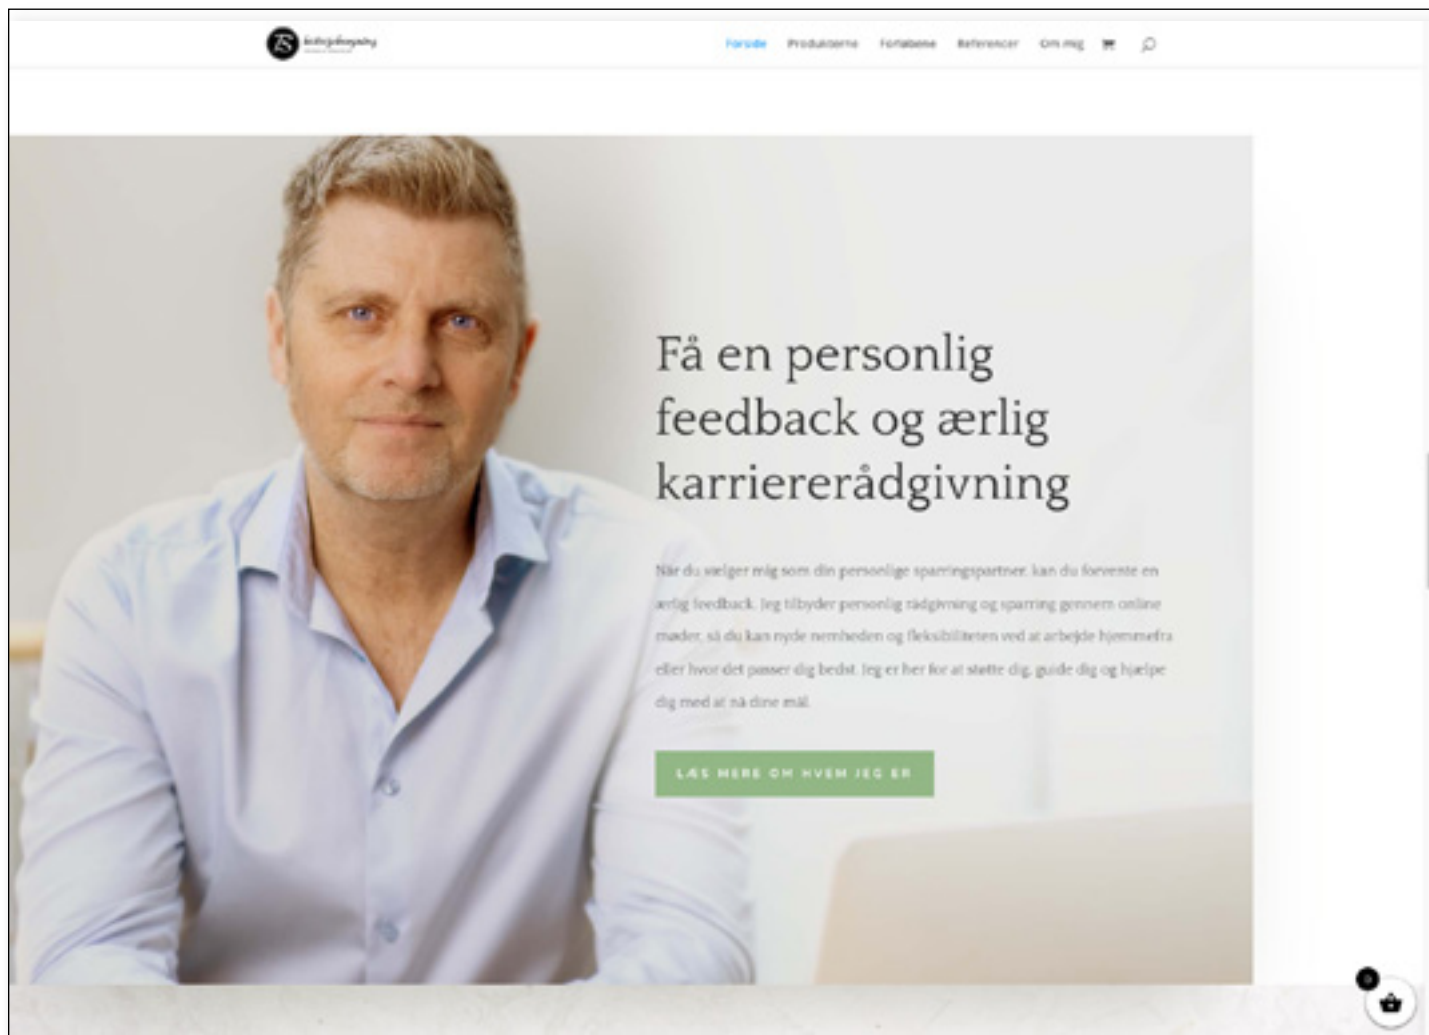 Forside Produkterne Forløbene Referencer Om mig
Få en personlig
feedback og ærlig
karriererådgivning
Når du vælger mig som din personlige sparringspartner, kan du forvente en
ærlig feedback. Jeg tilbyder personlig rådgivning og sparring gennem online
møder, så du kan nyde nemheden og fleksibiliteten ved at arbejde hjemmefra
eller hvor det passer dig bedst. Jeg er her for at støtte dig, guide dig og hjælpe
dig med at nå dine mål.
LÆS MERE OM HVEM JEG ER
0